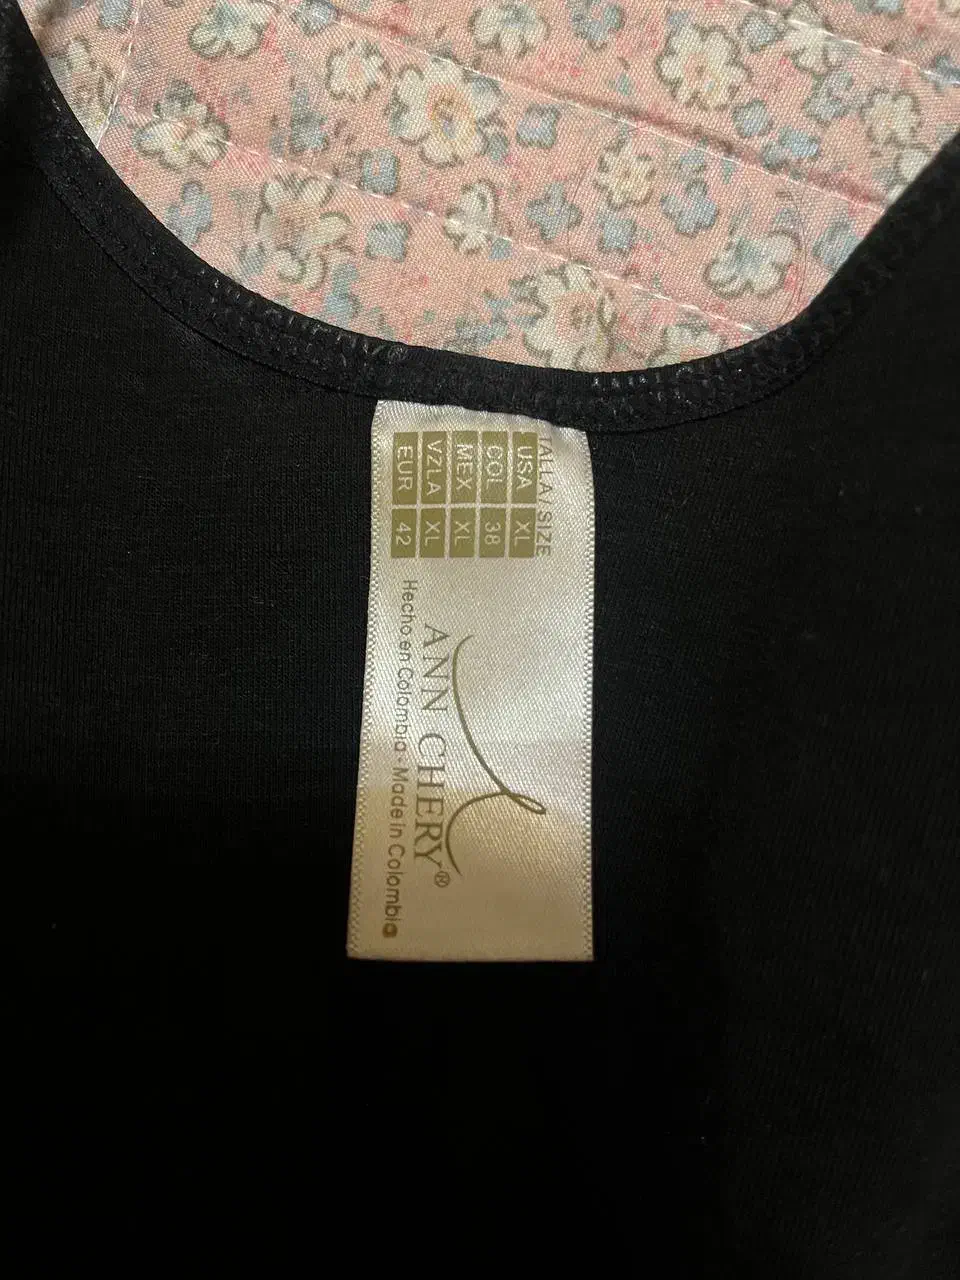 TALLA/SIZE
USA XL
COL 38
MEX XL
VZLA XL
EUR 42
ANN CHERY®
Hecho en Colombia - Made in Colombia